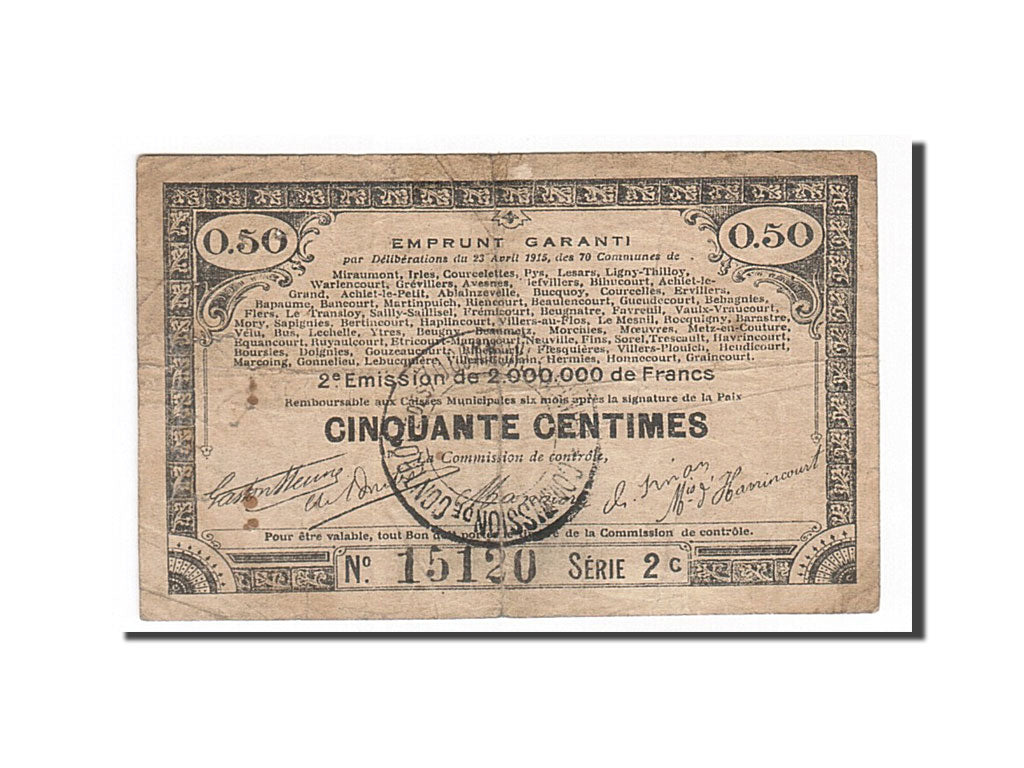 0.50
0.50
EMPRUNT GARANTI
par Délibérations du 23 Avril 1915, des 70 Communes de
Miraumont, Irles, Courcelettes, Pys, Lesars, Ligny-Thilloy,
Warlencourt, Grévillers, Avesnes, Biefvillers, Bihucourt, Achiet-le-
Grand, Achiet-le-Petit, Ablainzevelle, Bucquoy, Courcelles, Ervillers,
Bapaume, Bancourt, Martinpuich, Riencourt, Beaulencourt, Gueudecourt, Behagnies,
Flers, Le Transloy, Sailly-Saillisel, Frémicourt, Beugnatre, Favreuil, Vaulx-Vraucourt,
Mory, Sapignies, Bertincourt, Haplincourt, Villers-au-Flos, Le Mesnil, Rocquigny, Barastre,
Vélu, Bus, Lechelle, Ytres, Beugny, Beaumetz, Morchies, Mœuvres, Metz-en-Couture,
Equancourt, Ruyaulcourt, Etricourt-Manancourt, Neuville, Fins, Sorel, Trescault, Havrincourt,
Boursies, Doignies, Gouzeaucourt, Flesquières, Villers-Plouich, Heudicourt,
Marcoing, Gonnelieu, Lebucquière, Hermies, Honnecourt, Graincourt.
2e Emission de 2.000.000 de Francs
Remboursable aux Caisses Municipales six mois après la signature de la Paix
CINQUANTE CENTIMES
La Commission de contrôle,
Mis d'Havrincourt
COMMISSION DE CONTRÔLE
Pour être valable, tout Bon de la Commission de contrôle.
No. 15120 SÉRIE 2 C